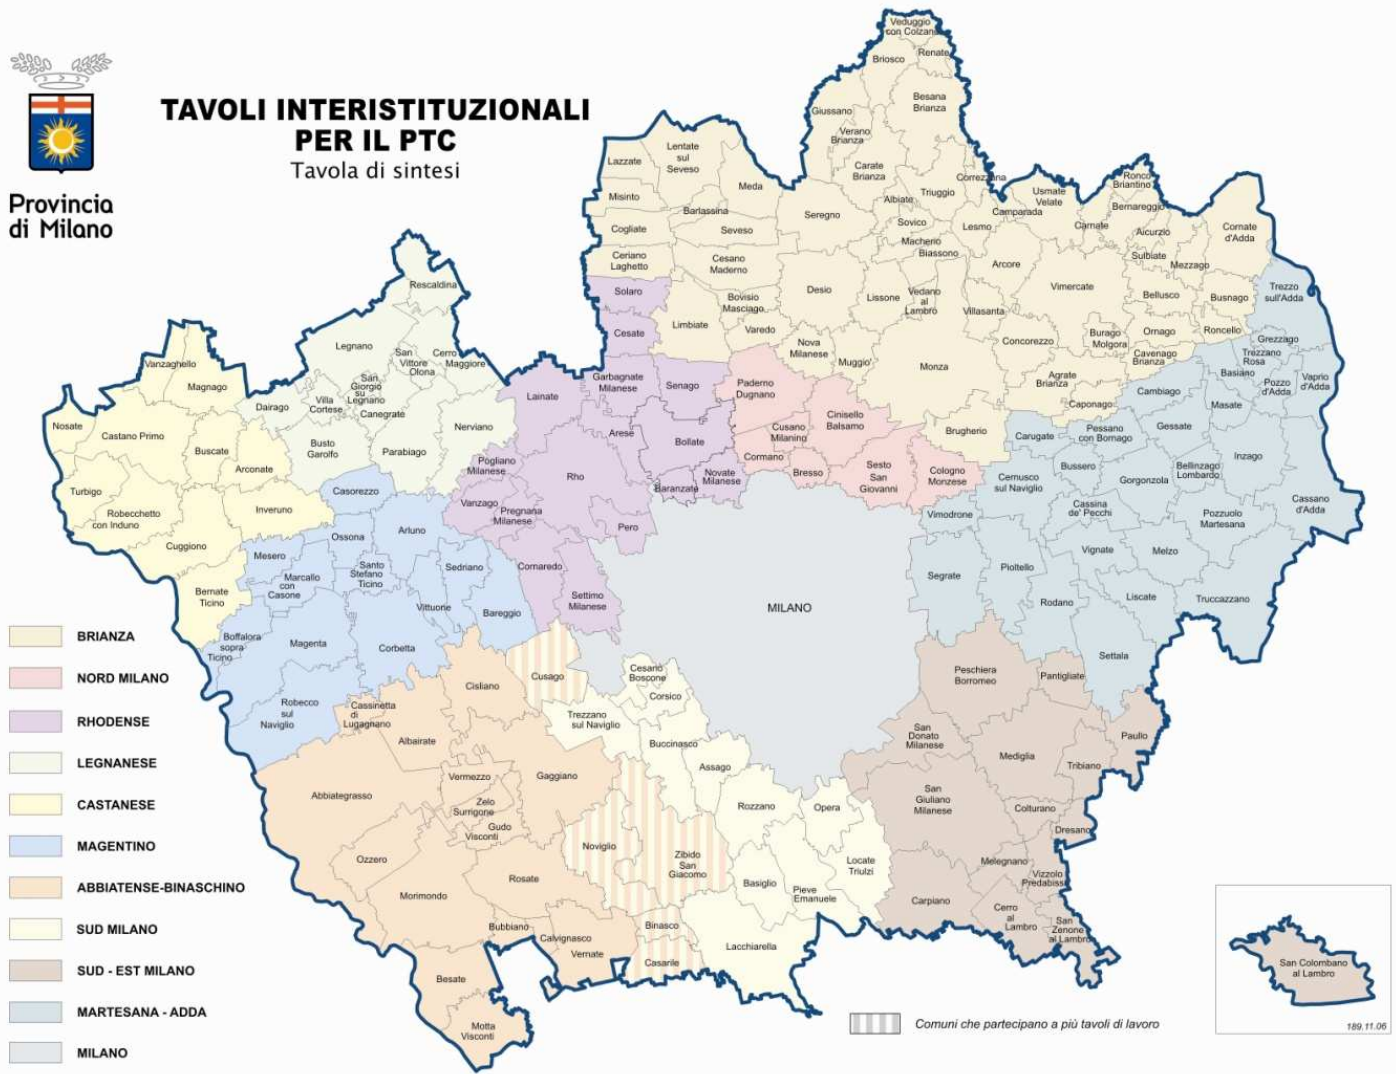 TAVOLI INTERISTITUZIONALI
PER IL PTC
Tavola di sintesi
Provincia
di Milano
Veduggio
con Colzano
Renate
Briosco
Besana
Brianza
Giussano
Verano
Brianza
Carate
Brianza
Lazzate
Lentate
sul
Seveso
Meda
Misinto
Barlassina
Cogliate
Seveso
Seregno
Albiate
Triuggio
Correzzana
Sovico
Macherio
Biassono
Lesmo
Camparada
Usmate
Velate
Ronco
Briantino
Bernareggio
Carnate
Aicurzio
Sulbiate
Mezzago
Cornate
d'Adda
Ceriano
Laghetto
Cesano
Maderno
Arcore
Vimercate
Bellusco
Busnago
Trezzo
sull'Adda
Solaro
Bovisio
Masciago
Desio
Lissone
Vedano
al
Lambro
Villasanta
Limbiate
Varedo
Nova
Milanese
Muggio'
Monza
Concorezzo
Burago
Molgora
Ornago
Roncello
Cavenago
Brianza
Agrate
Brianza
Caponago
Brugherio
Grezzago
Trezzano
Rosa
Basiano
Pozzo
d'Adda
Vaprio
d'Adda
Cambiago
Masate
Cesate
Garbagnate
Milanese
Senago
Paderno
Dugnano
Cinisello
Balsamo
Cusano
Milanino
Cormano
Bresso
Sesto
San
Giovanni
Cologno
Monzese
Carugate
Pessano
con Bornago
Gessate
Bussero
Bellinzago
Lombardo
Inzago
Cernusco
sul Naviglio
Gorgonzola
Cassina
de' Pecchi
Pozzuolo
Martesana
Cassano
d'Adda
Vimodrone
Vignate
Melzo
Segrate
Pioltello
Rodano
Liscate
Truccazzano
Settala
Rescaldina
Legnano
San
Vittore
Olona
Cerro
Maggiore
San
Giorgio
su
Legnano
Villa
Cortese
Canegrate
Dairago
Busto
Garolfo
Parabiago
Nerviano
Vanzaghello
Magnago
Nosate
Castano Primo
Buscate
Arconate
Turbigo
Robecchetto
con Induno
Inveruno
Cuggiono
Bernate
Ticino
Lainate
Arese
Bollate
Pogliano
Milanese
Rho
Baranzate
Novate
Milanese
Vanzago
Pregnana
Milanese
Pero
Cornaredo
Settimo
Milanese
Casorezzo
Arluno
Ossona
Mesero
Marcallo
con
Casone
Santo
Stefano
Ticino
Sedriano
Vittuone
Bareggio
Boffalora
sopra
Ticino
Magenta
Corbetta
Robecco
sul
Naviglio
MILANO
Cusago
Cisliano
Cassinetta
di
Lugagnano
Albairate
Cesano
Boscone
Corsico
Trezzano
sul Naviglio
Buccinasco
Assago
Abbiategrasso
Vermezzo
Gaggiano
Zelo
Surrigone
Gudo
Visconti
Noviglio
Zibido
San
Giacomo
Ozzero
Rosate
Morimondo
Bubbiano
Calvignasco
Vernate
Binasco
Casarile
Besate
Motta
Visconti
Rozzano
Opera
Basiglio
Pieve
Emanuele
Locate
Triulzi
Lacchiarella
Peschiera
Borromeo
Pantigliate
San
Donato
Milanese
Mediglia
Paullo
Tribiano
San
Giuliano
Milanese
Colturano
Dresano
Melegnano
Vizzolo
Predabissi
Carpiano
Cerro
al
Lambro
San
Zenone
al Lambro
San Colombano
al Lambro
189.11.06
BRIANZA
NORD MILANO
RHODENSE
LEGNANESE
CASTANESE
MAGENTINO
ABBIATENSE-BINASCHINO
SUD MILANO
SUD - EST MILANO
MARTESANA - ADDA
MILANO
Comuni che partecipano a più tavoli di lavoro